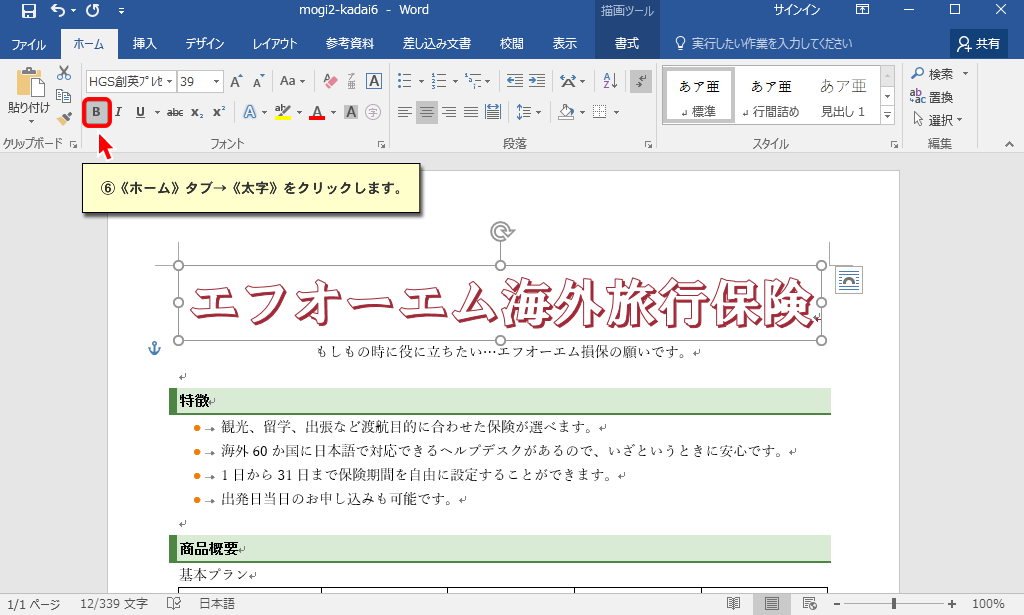 mogi2-kadai6 - Word
描画ツール
サインイン
ファイル ホーム 挿入 デザイン レイアウト 参考資料 差し込み文書 校閲 表示 書式 実行したい作業を入力してください 共有
貼り付け
HGS創英プレゼ 39 Aa
B I U abc x₂ x²
クリップボード フォント 段落 スタイル 編集
あア亜 あア亜 あア亜
標準 行間詰め 見出し 1
検索
置換
選択
⑥《ホーム》タブ→《太字》をクリックします。
エフオーエム海外旅行保険
もしもの時に役に立ちたい…エフオーエム損保の願いです。
特徴
観光、留学、出張など渡航目的に合わせた保険が選べます。
海外 60 か国に日本語で対応できるヘルプデスクがあるので、いざというときに安心です。
1 日から 31 日まで保険期間を自由に設定することができます。
出発日当日のお申し込みも可能です。
商品概要
基本プラン
1/1 ページ 12/339 文字 日本語 100%